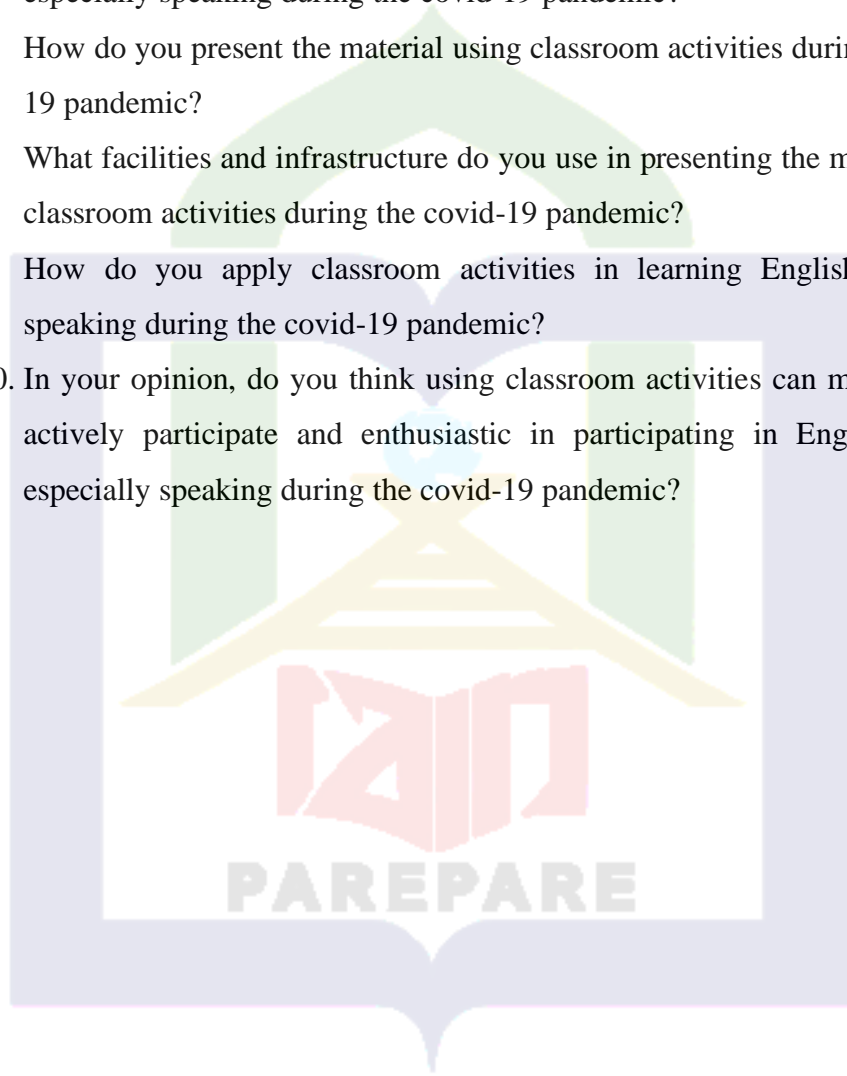 especially speaking during the covid-19 pandemic?
How do you present the material using classroom activities durin
19 pandemic?
What facilities and infrastructure do you use in presenting the m
classroom activities during the covid-19 pandemic?
How do you apply classroom activities in learning English
speaking during the covid-19 pandemic?
0. In your opinion, do you think using classroom activities can m
actively participate and enthusiastic in participating in Eng
especially speaking during the covid-19 pandemic?
iain
PAREPARE